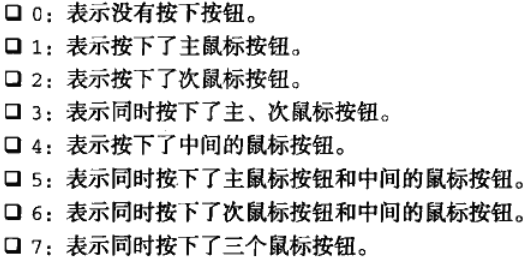 ❑ 0：表示没有按下按钮。
❑ 1：表示按下了主鼠标按钮。
❑ 2：表示按下了次鼠标按钮。
❑ 3：表示同时按下了主、次鼠标按钮。
❑ 4：表示按下了中间的鼠标按钮。
❑ 5：表示同时按下了主鼠标按钮和中间的鼠标按钮。
❑ 6：表示同时按下了次鼠标按钮和中间的鼠标按钮。
❑ 7：表示同时按下了三个鼠标按钮。